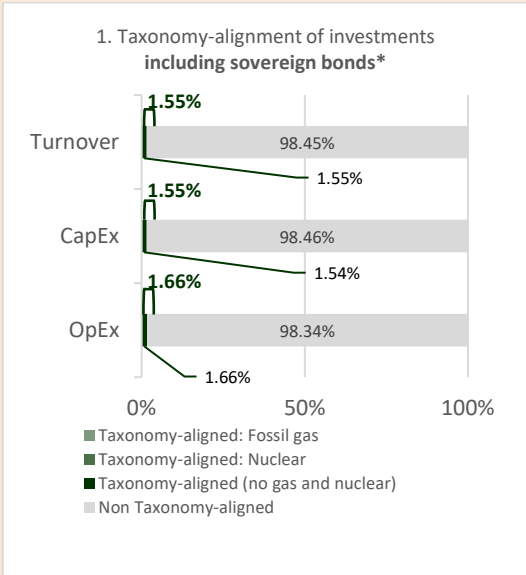 1. Taxonomy-alignment of investments
including sovereign bonds*
1.55%
Turnover
98.45%
1.55%
1.55%
CapEx
98.46%
1.54%
1.66%
OpEx
98.34%
1.66%
0%
50%
100%
Taxonomy-aligned: Fossil gas
Taxonomy-aligned: Nuclear
Taxonomy-aligned (no gas and nuclear)
Non Taxonomy-aligned